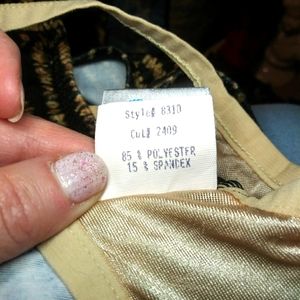 Style# 8310
Cut# 2409
85 % POLYESTER
15 % SPANDEX